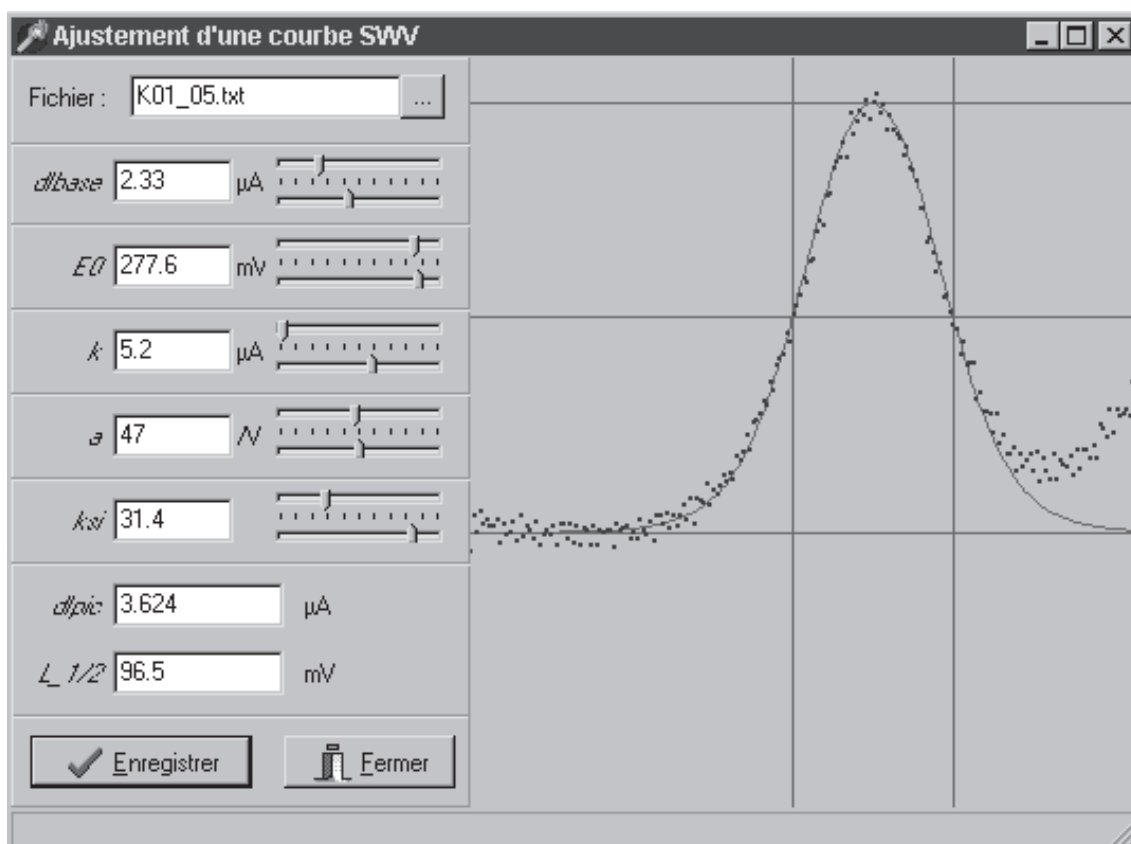 Ajustement d'une courbe SWV
Fichier : K01_05.txt ...
dIbase 2.33 µA
E0 277.6 mV
k 5.2 µA
a 47 /V
ksi 31.4
dIpic 3.624 µA
L_1/2 96.5 mV
Enregistrer Fermer